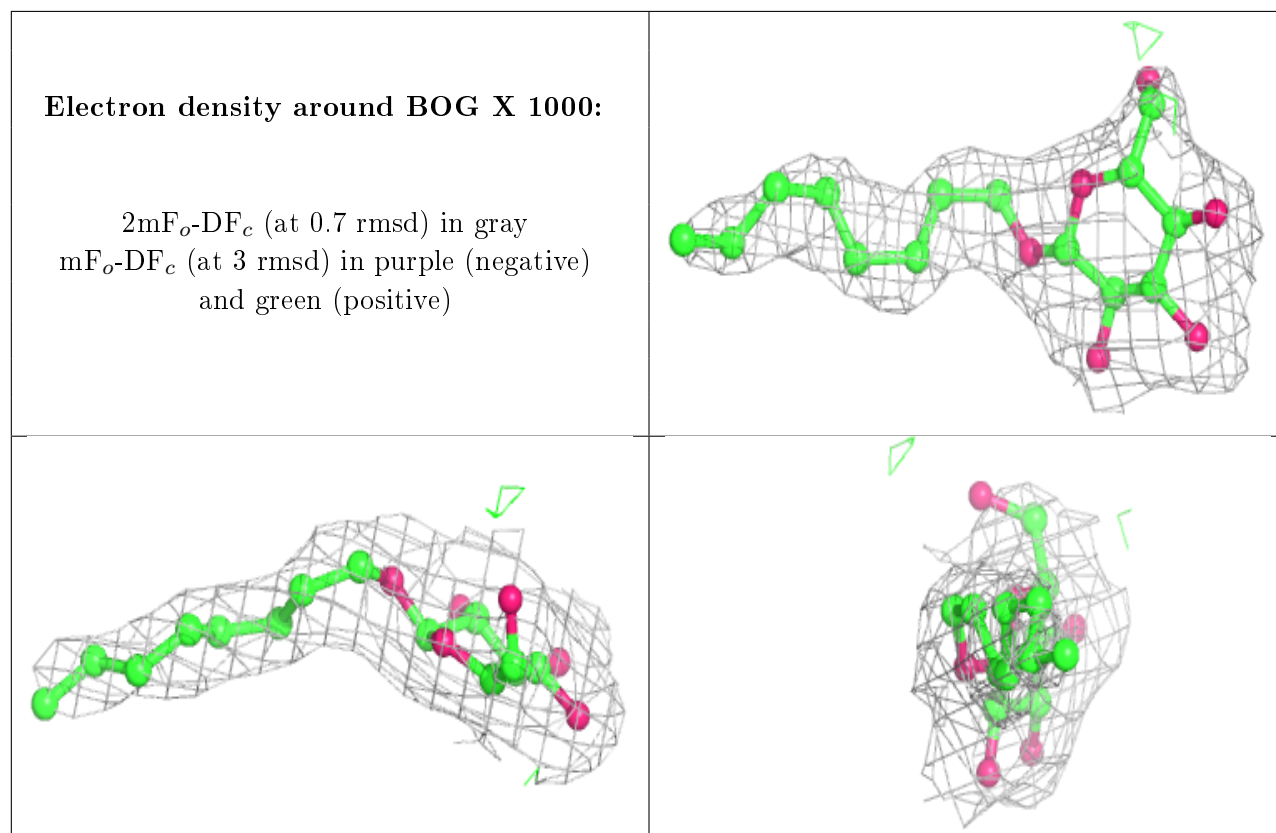 Electron density around BOG X 1000:
2mFₒ-DF𝑐 (at 0.7 rmsd) in gray
mFₒ-DF𝑐 (at 3 rmsd) in purple (negative)
and green (positive)